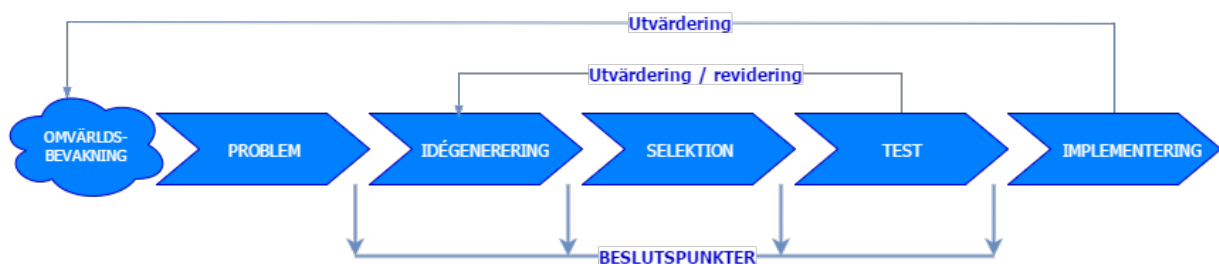 Utvärdering
Utvärdering / revidering
OMVÄRLDS-
BEVAKNING
PROBLEM
IDÉGENERERING
SELEKTION
TEST
IMPLEMENTERING
BESLUTSPUNKTER